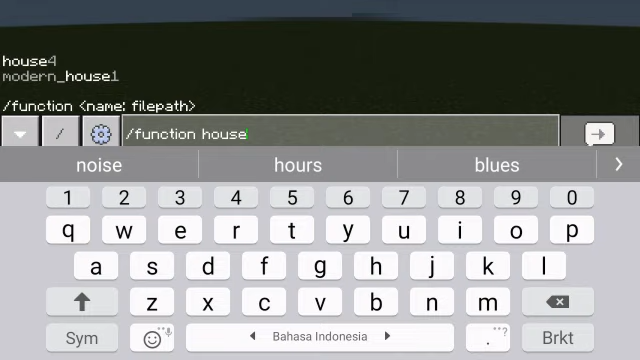 house4
modern_house1
/function <name: filepath>
/ /function house
noise hours blues
1 2 3 4 5 6 7 8 9 0
q w e r t y u i o p
a s d f g h j k l
z x c v b n m
Sym Bahasa Indonesia . ? Brkt